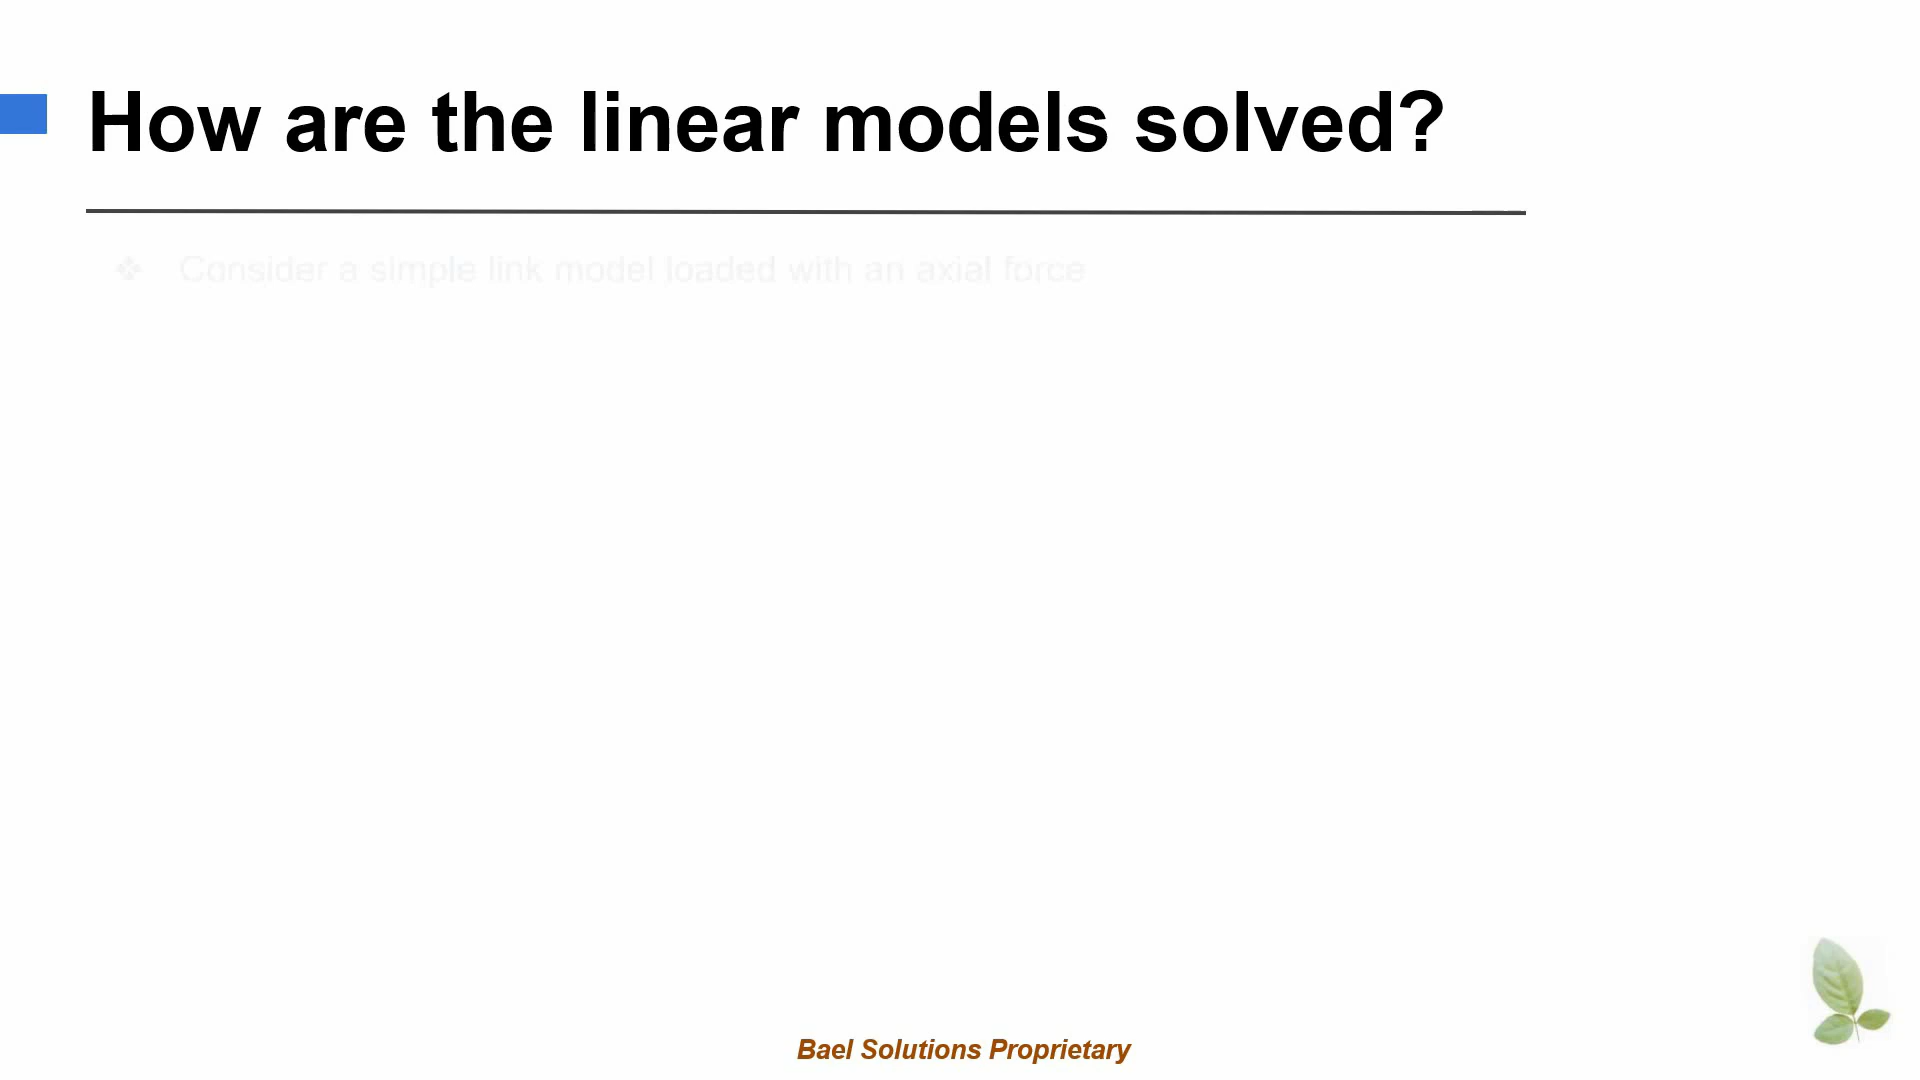 How are the linear models solved?
❖ Consider a simple link model loaded with an axial force
Bael Solutions Proprietary